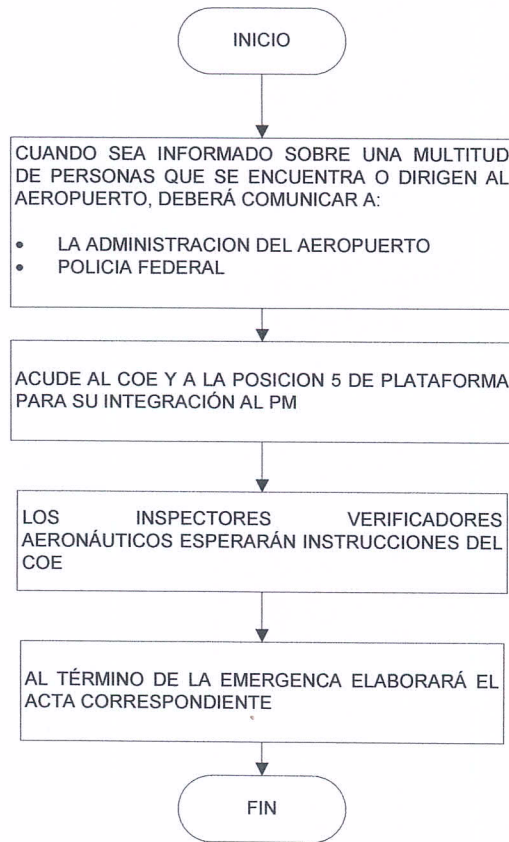 INICIO
CUANDO SEA INFORMADO SOBRE UNA MULTITUD
DE PERSONAS QUE SE ENCUENTRA O DIRIGEN AL
AEROPUERTO, DEBERÁ COMUNICAR A:
• LA ADMINISTRACION DEL AEROPUERTO
• POLICIA FEDERAL
ACUDE AL COE Y A LA POSICION 5 DE PLATAFORMA
PARA SU INTEGRACIÓN AL PM
LOS INSPECTORES VERIFICADORES
AERONÁUTICOS ESPERARÁN INSTRUCCIONES DEL
COE
AL TÉRMINO DE LA EMERGENCA ELABORARÁ EL
ACTA CORRESPONDIENTE
FIN